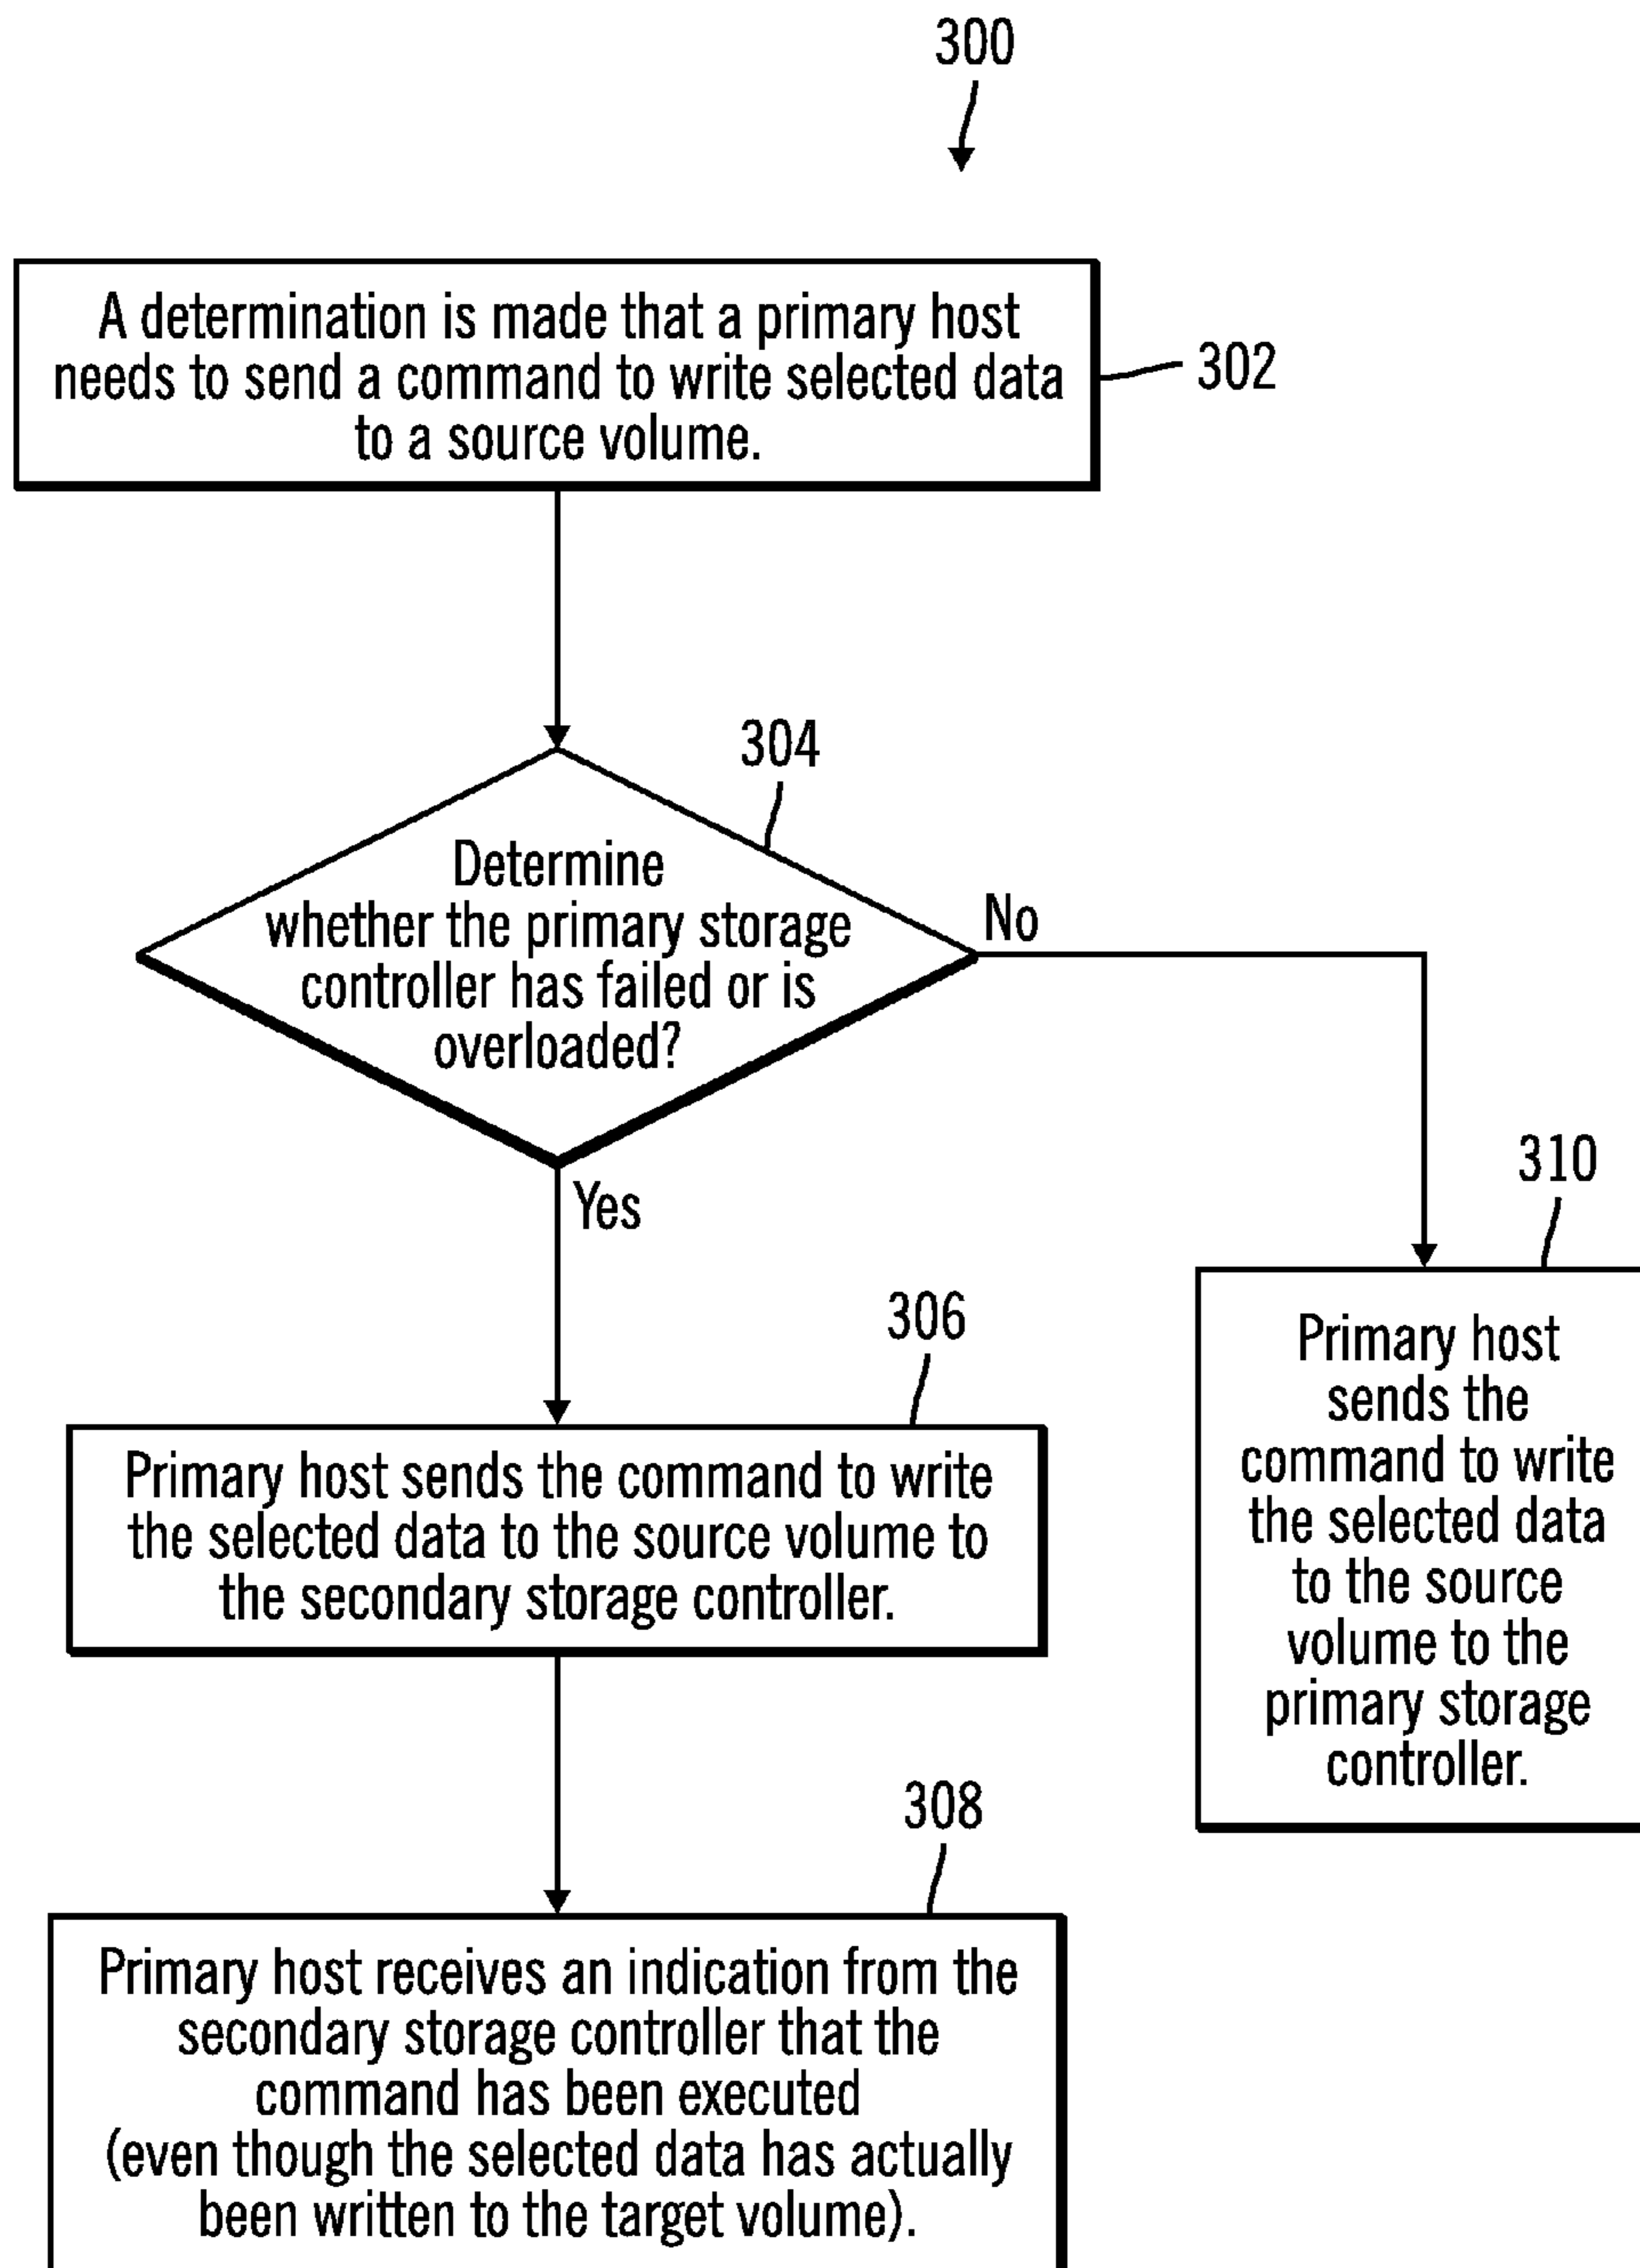 300
A determination is made that a primary host
needs to send a command to write selected data
to a source volume.
302
304
Determine
whether the primary storage
controller has failed or is
overloaded?
No
Yes
310
Primary host
sends the
command to write
the selected data
to the source
volume to the
primary storage
controller.
306
Primary host sends the command to write
the selected data to the source volume to
the secondary storage controller.
308
Primary host receives an indication from the
secondary storage controller that the
command has been executed
(even though the selected data has actually
been written to the target volume).